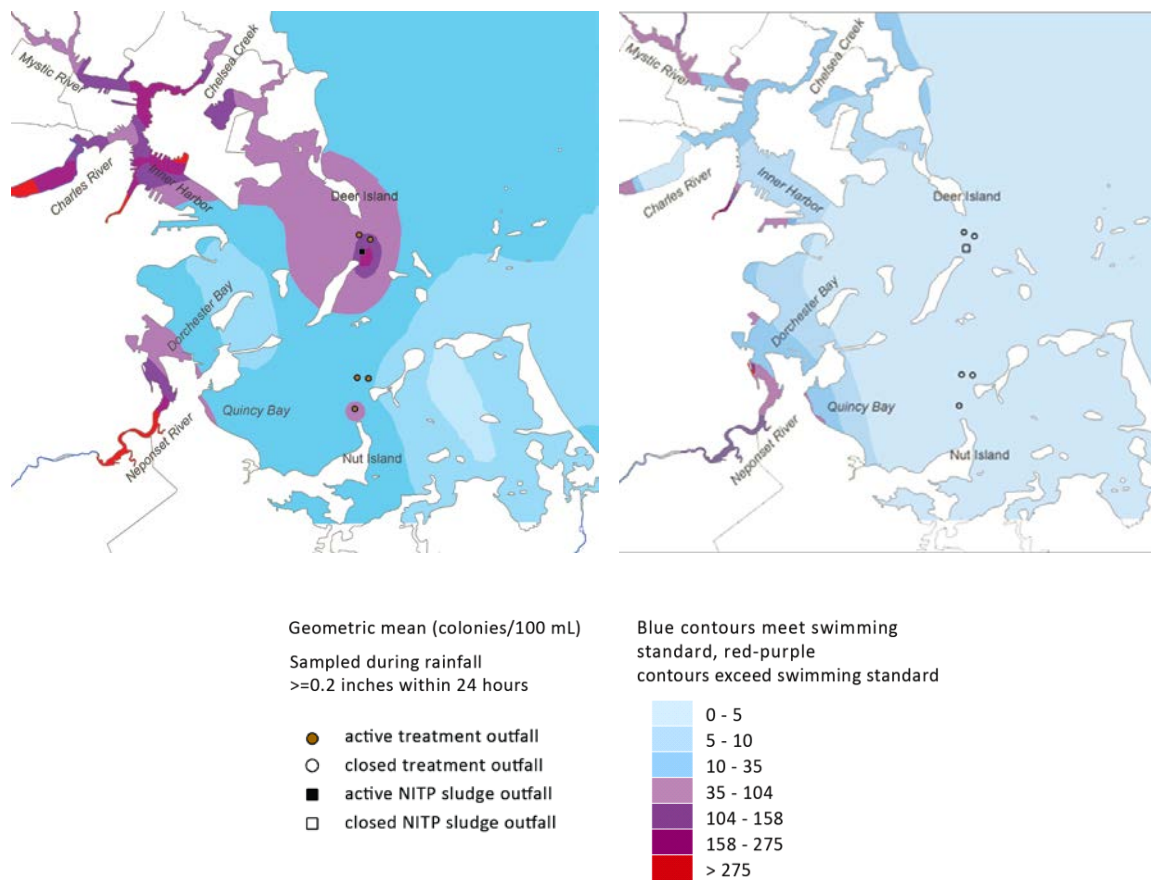 Mystic River
Chelsea Creek
Charles River
Inner Harbor
Deer Island
Dorchester Bay
Quincy Bay
Neponset River
Nut Island
Mystic River
Chelsea Creek
Charles River
Inner Harbor
Deer Island
Dorchester Bay
Quincy Bay
Neponset River
Nut Island
Geometric mean (colonies/100 mL)
Sampled during rainfall
>=0.2 inches within 24 hours
active treatment outfall
closed treatment outfall
active NITP sludge outfall
closed NITP sludge outfall
Blue contours meet swimming
standard, red-purple
contours exceed swimming standard
0 - 5
5 - 10
10 - 35
35 - 104
104 - 158
158 - 275
> 275